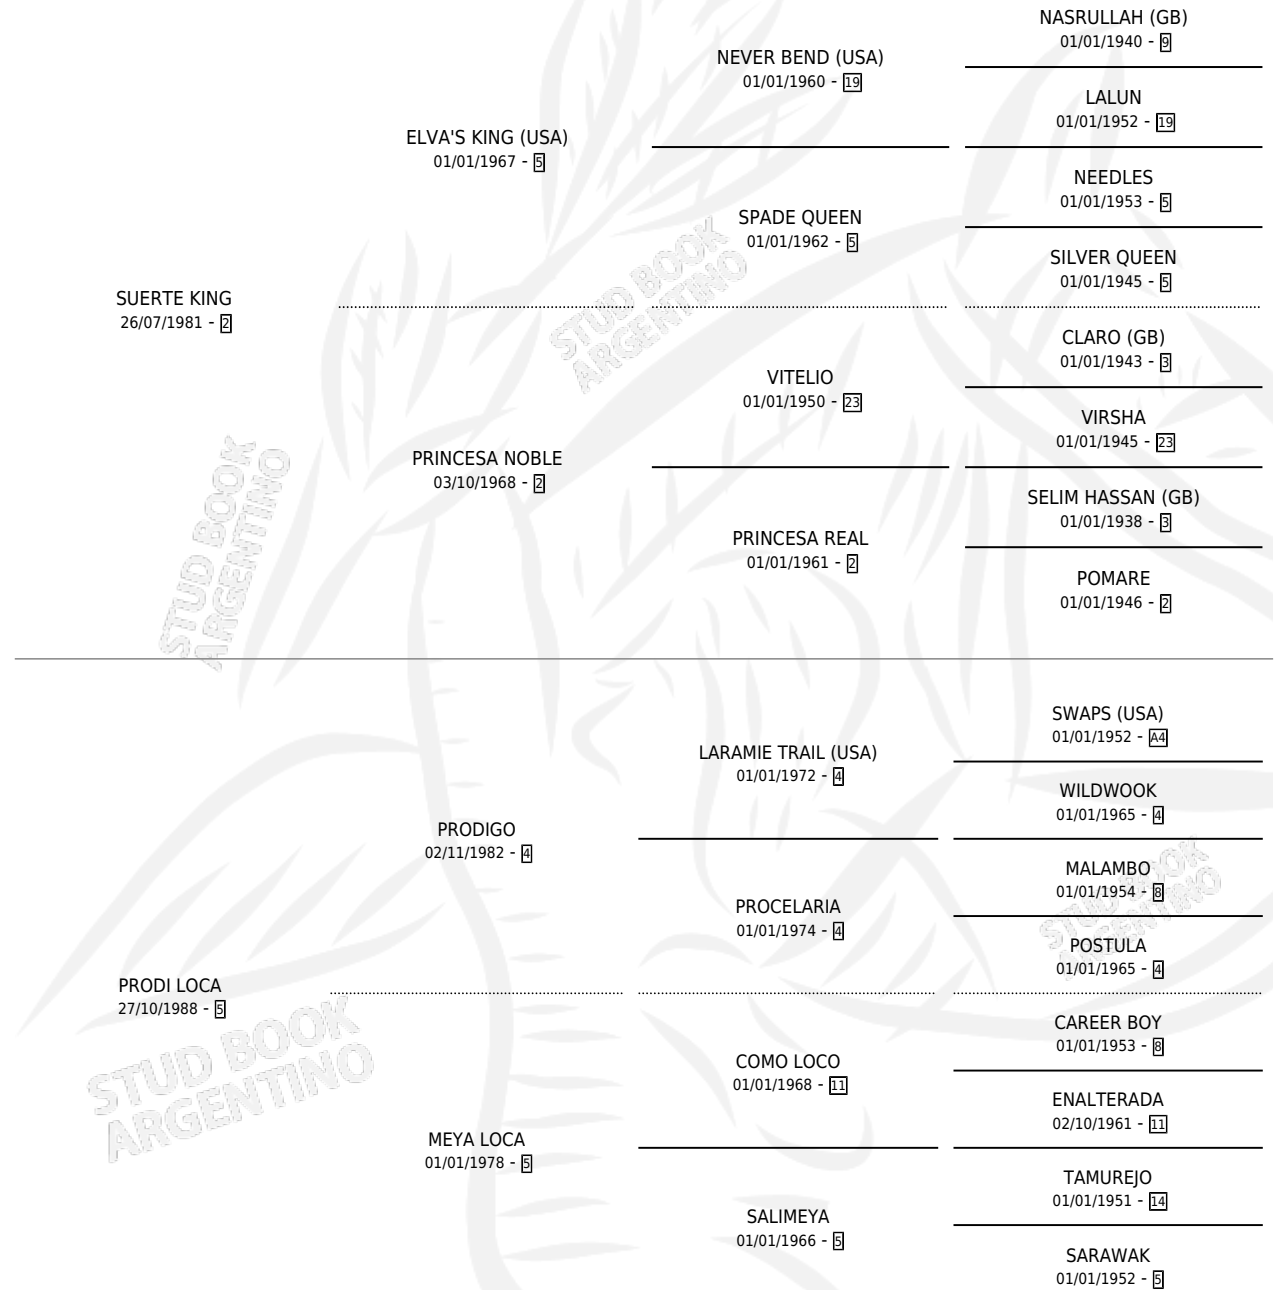 NASRULLAH (GB)
01/01/1940 - 9
NEVER BEND (USA)
01/01/1960 - 19
LALUN
01/01/1952 - 19
ELVA'S KING (USA)
01/01/1967 - 5
NEEDLES
01/01/1953 - 5
SPADE QUEEN
01/01/1962 - 5
SILVER QUEEN
01/01/1945 - 5
SUERTE KING
26/07/1981 - 2
STUD BOOK
ARGENTINO
CLARO (GB)
01/01/1943 - 3
VITELIO
01/01/1950 - 23
VIRSHA
01/01/1945 - 23
PRINCESA NOBLE
03/10/1968 - 2
STUD BOOK
ARGENTINO
SELIM HASSAN (GB)
01/01/1938 - 3
PRINCESA REAL
01/01/1961 - 2
POMARE
01/01/1946 - 2
SWAPS (USA)
01/01/1952 - A4
LARAMIE TRAIL (USA)
01/01/1972 - 4
WILDWOOK
01/01/1965 - 4
PRODIGO
02/11/1982 - 4
MALAMBO
01/01/1954 - 8
STUD BOOK
ARGENTINO
PROCELARIA
01/01/1974 - 4
POSTULA
01/01/1965 - 4
PRODI LOCA
27/10/1988 - 5
STUD BOOK
ARGENTINO
CAREER BOY
01/01/1953 - 8
COMO LOCO
01/01/1968 - 11
ENALTERADA
02/10/1961 - 11
MEYA LOCA
01/01/1978 - 5
TAMUREJO
01/01/1951 - 14
SALIMEYA
01/01/1966 - 5
SARAWAK
01/01/1952 - 5